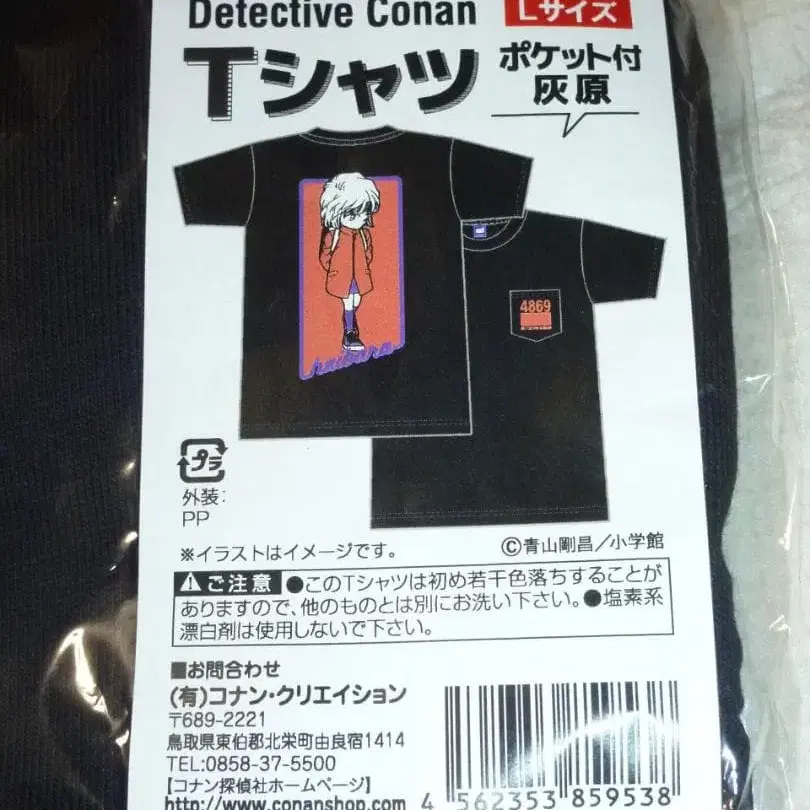 Detective Conan
Lサイズ
Tシャツ
ポケット付
灰原
haibara
4869
プラ
外装:
PP
※イラストはイメージです。
©青山剛昌／小学館
ご注意 ●このTシャツは初め若干色落ちすることが
ありますので、他のものとは別にお洗い下さい。●塩素系
漂白剤は使用しないで下さい。
■お問合わせ
(有)コナン・クリエイション
〒689-2221
鳥取県東伯郡北栄町由良宿1414
TEL:0858-37-5500
【コナン探偵社ホームページ】
http://www.conanshop.com
4 562353 859538